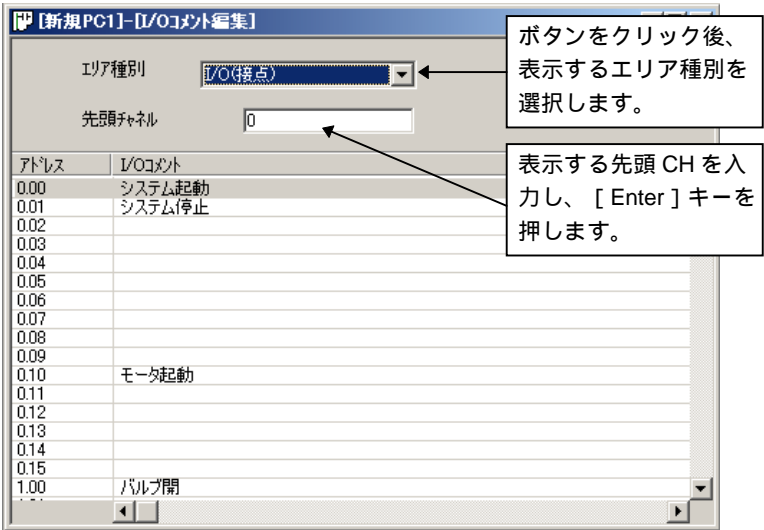 [新規PC1]-[I/Oコメント編集]
ボタンをクリック後、
表示するエリア種別を
選択します。
エリア種別
I/O(接点)
先頭チャネル
0
表示する先頭 CH を入
力し、［ Enter ］キーを
押します。
アドレス I/Oコメント
0.00 システム起動
0.01 システム停止
0.02
0.03
0.04
0.05
0.06
0.07
0.08
0.09
0.10 モータ起動
0.11
0.12
0.13
0.14
0.15
1.00 バルブ開